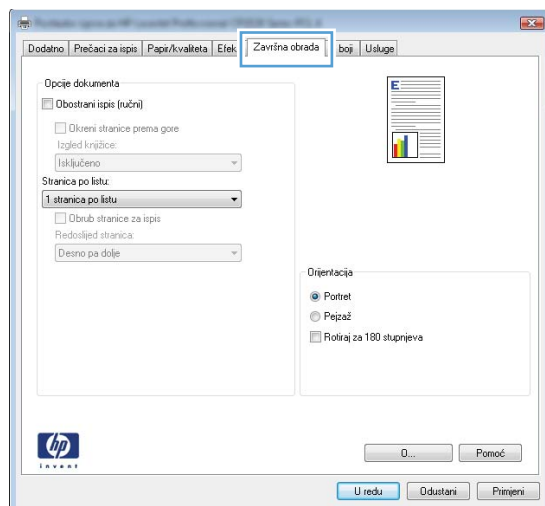 Dodatno Prečaci za ispis Papir/kvaliteta Efek Završna obrada boji Usluge
Opcije dokumenta
Obostrani ispis (ručni)
Okreni stranice prema gore
Izgled knjižice:
Isključeno
Stranica po listu:
1 stranica po listu
Obrub stranice za ispis
Redoslijed stranica:
Desno pa dolje
E
Orijentacija
Portret
Pejzaž
Rotiraj za 180 stupnjeva
hp
invent
O... Pomoć
U redu Odustani Primjeni